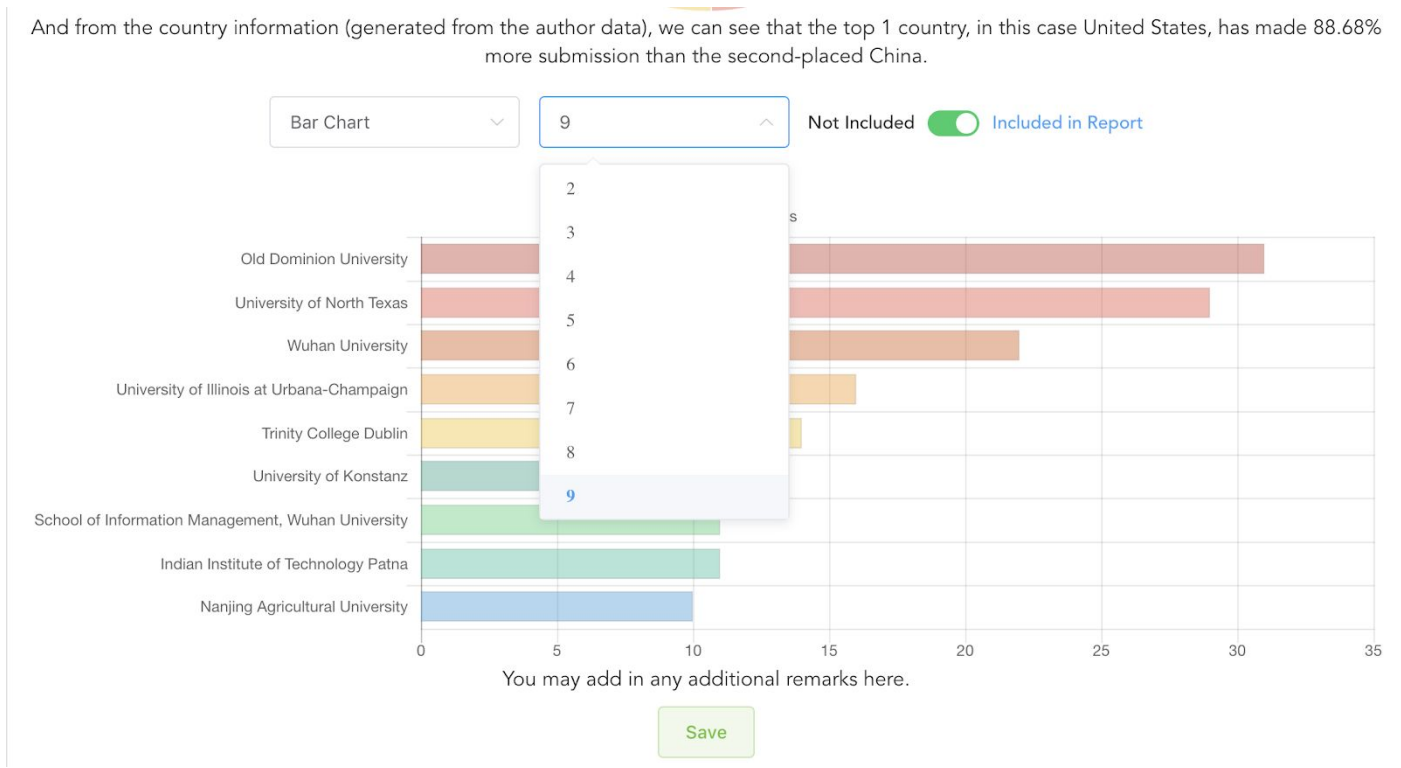 And from the country information (generated from the author data), we can see that the top 1 country, in this case United States, has made 88.68%
more submission than the second-placed China.
Bar Chart
9
Not Included
Included in Report
2
3
4
5
6
7
8
9
s
Old Dominion University
University of North Texas
Wuhan University
University of Illinois at Urbana-Champaign
Trinity College Dublin
University of Konstanz
School of Information Management, Wuhan University
Indian Institute of Technology Patna
Nanjing Agricultural University
0 5 10 15 20 25 30 35
You may add in any additional remarks here.
Save